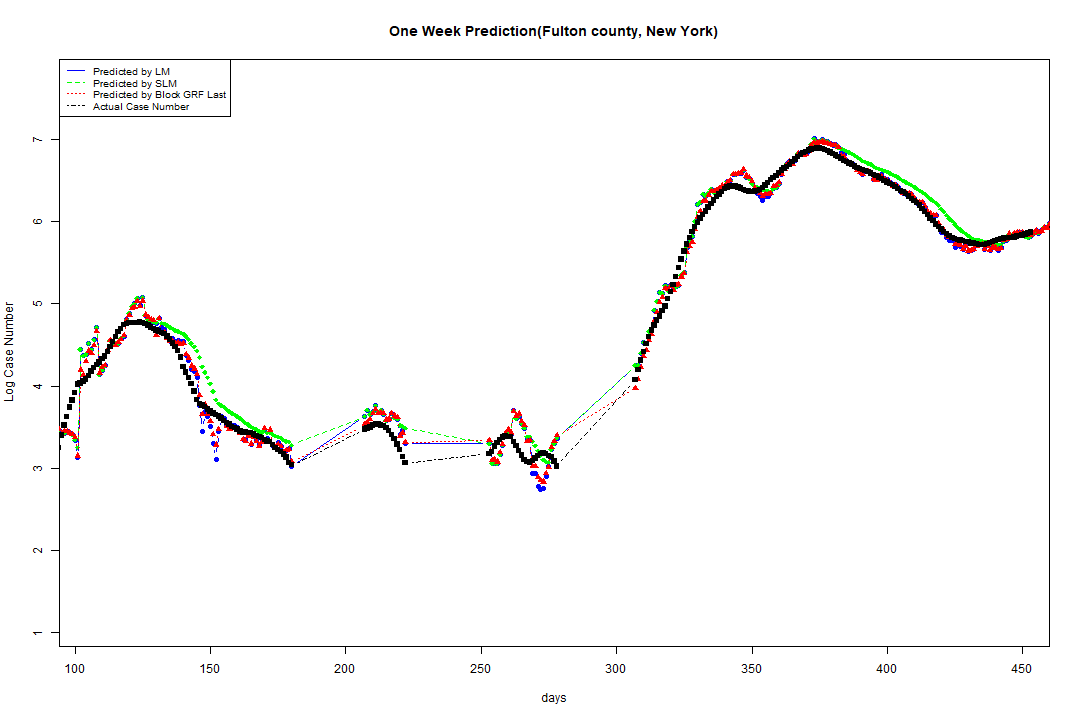 One Week Prediction(Fulton county, New York)
Predicted by LM
Predicted by SLM
Predicted by Block GRF Last
Actual Case Number
Log Case Number
7
6
5
4
3
2
1
100 150 200 250 300 350 400 450
days